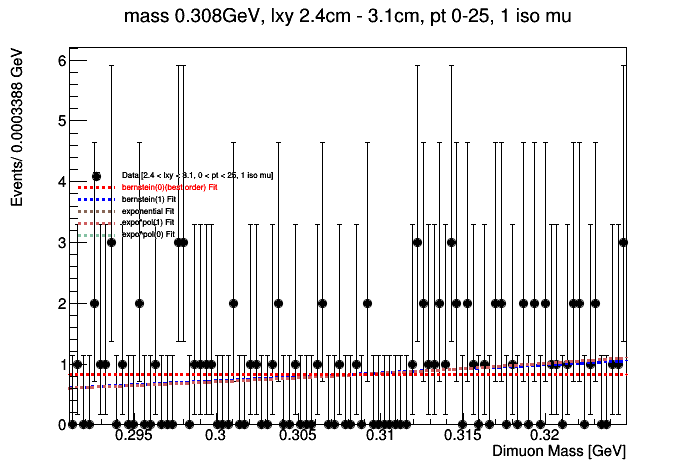 mass 0.308GeV, lxy 2.4cm - 3.1cm, pt 0-25, 1 iso mu
Events/ 0.0003388 GeV
6
5
4
3
2
1
0
Data [2.4 < lxy < 3.1, 0 < pt < 25, 1 iso mu]
bernstein(0)(best order) Fit
bernstein(1) Fit
exponential Fit
expo*pol(1) Fit
expo*pol(0) Fit
0.295 0.3 0.305 0.31 0.315 0.32
Dimuon Mass [GeV]